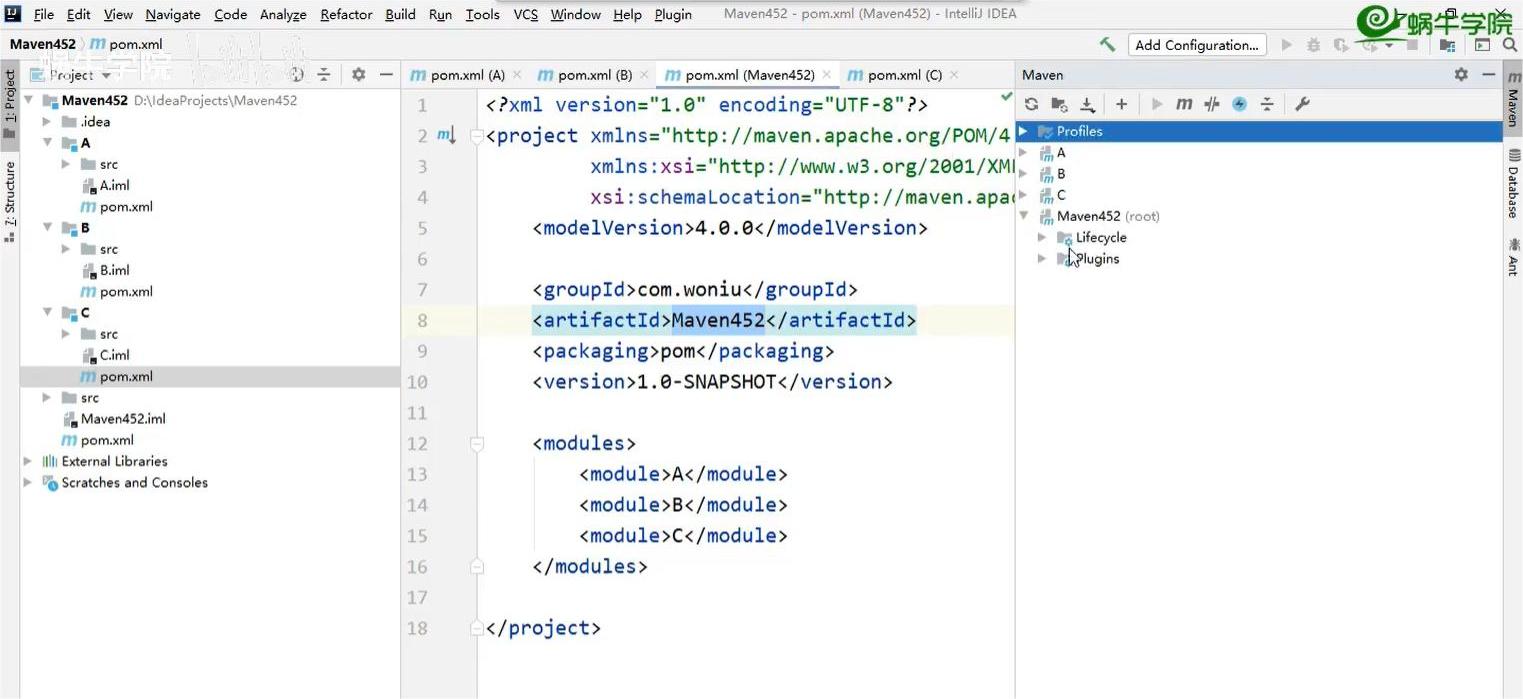 File Edit View Navigate Code Analyze Refactor Build Run Tools VCS Window Help Plugin Maven452 - pom.xml (Maven452) - IntelliJ IDEA
蜗牛学院
Maven452 pom.xml
Add Configuration...
蜗牛学院
Project
pom.xml (A) pom.xml (B) pom.xml (Maven452) pom.xml (C)
Maven
1: Project
7: Structure
Maven452 D:\IdeaProjects\Maven452
.idea
A
src
A.iml
pom.xml
B
src
B.iml
pom.xml
C
src
C.iml
pom.xml
src
Maven452.iml
pom.xml
External Libraries
Scratches and Consoles
1 <?xml version="1.0" encoding="UTF-8"?>
2 <project xmlns="http://maven.apache.org/POM/4
3 xmlns:xsi="http://www.w3.org/2001/XML
4 xsi:schemaLocation="http://maven.apac
5 <modelVersion>4.0.0</modelVersion>
6
7 <groupId>com.woniu</groupId>
8 <artifactId>Maven452</artifactId>
9 <packaging>pom</packaging>
10 <version>1.0-SNAPSHOT</version>
11
12 <modules>
13 <module>A</module>
14 <module>B</module>
15 <module>C</module>
16 </modules>
17
18 </project>
Profiles
A
B
C
Maven452 (root)
Lifecycle
Plugins
Maven
Database
Ant